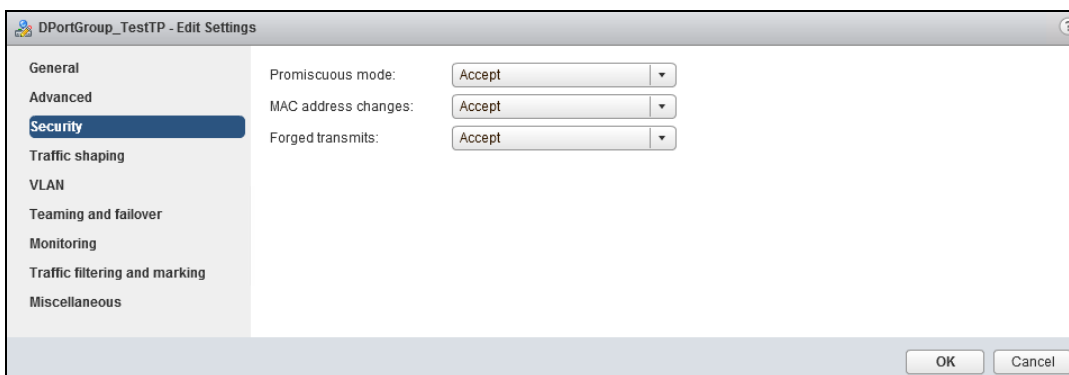 DPortGroup_TestTP - Edit Settings
?
General
Advanced
Security
Traffic shaping
VLAN
Teaming and failover
Monitoring
Traffic filtering and marking
Miscellaneous
Promiscuous mode: Accept
MAC address changes: Accept
Forged transmits: Accept
OK Cancel